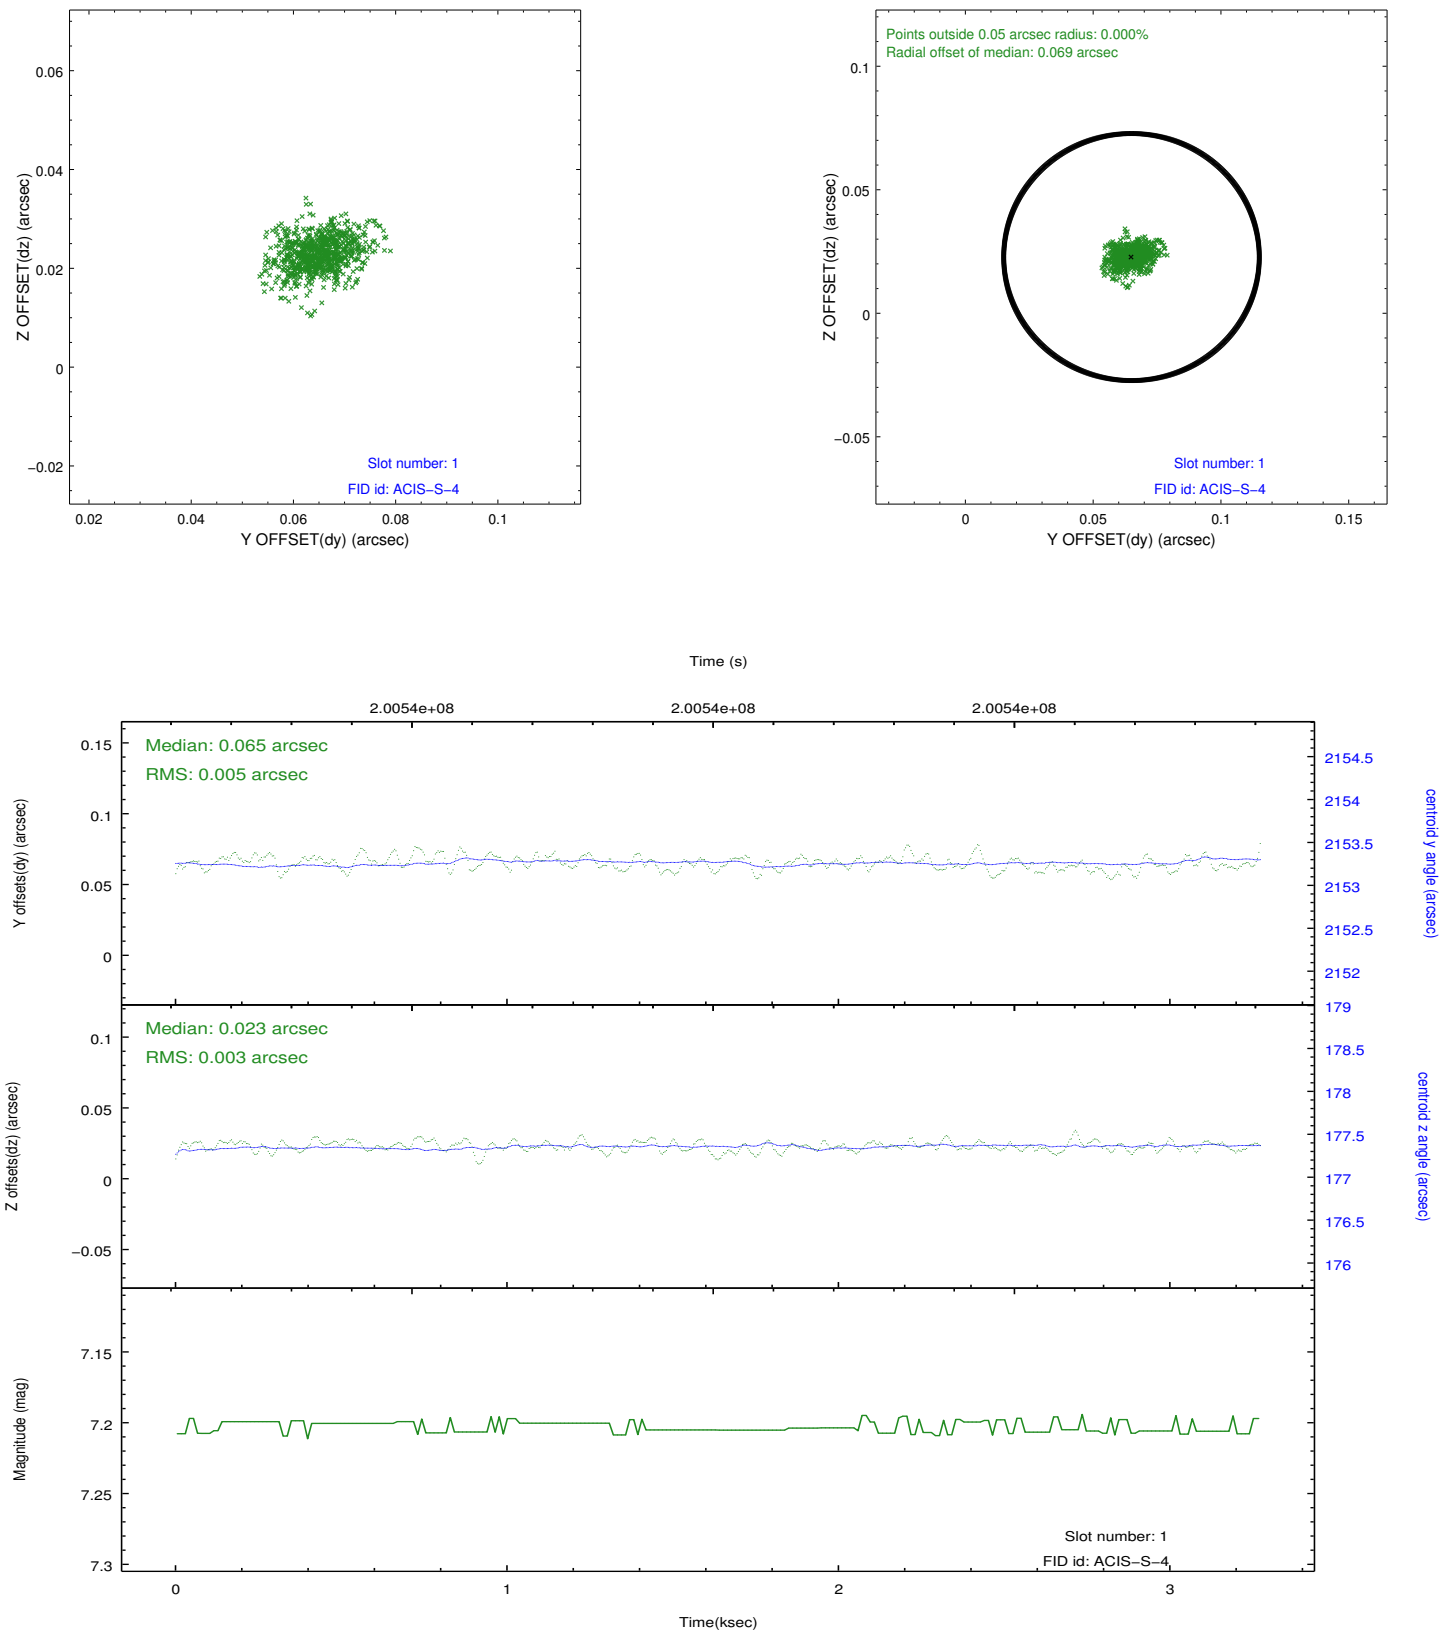 0.06
0.04
0.02
0
−0.02
Z OFFSET(dz) (arcsec)
Slot number: 1
FID id: ACIS−S−4
0.02 0.04 0.06 0.08 0.1
Y OFFSET(dy) (arcsec)
Points outside 0.05 arcsec radius: 0.000%
Radial offset of median: 0.069 arcsec
0.1
0.05
0
−0.05
Z OFFSET(dz) (arcsec)
Slot number: 1
FID id: ACIS−S−4
0 0.05 0.1 0.15
Y OFFSET(dy) (arcsec)
Time (s)
2.0054e+08 2.0054e+08 2.0054e+08
Median: 0.065 arcsec
RMS: 0.005 arcsec
0.15
0.1
0.05
0
Y offsets(dy) (arcsec)
2154.5
2154
2153.5
2153
2152.5
2152
centroid y angle (arcsec)
Median: 0.023 arcsec
RMS: 0.003 arcsec
0.1
0.05
0
−0.05
Z offsets(dz) (arcsec)
179
178.5
178
177.5
177
176.5
176
centroid z angle (arcsec)
7.15
7.2
7.25
7.3
Magnitude (mag)
Slot number: 1
FID id: ACIS−S−4
0 1 2 3
Time(ksec)